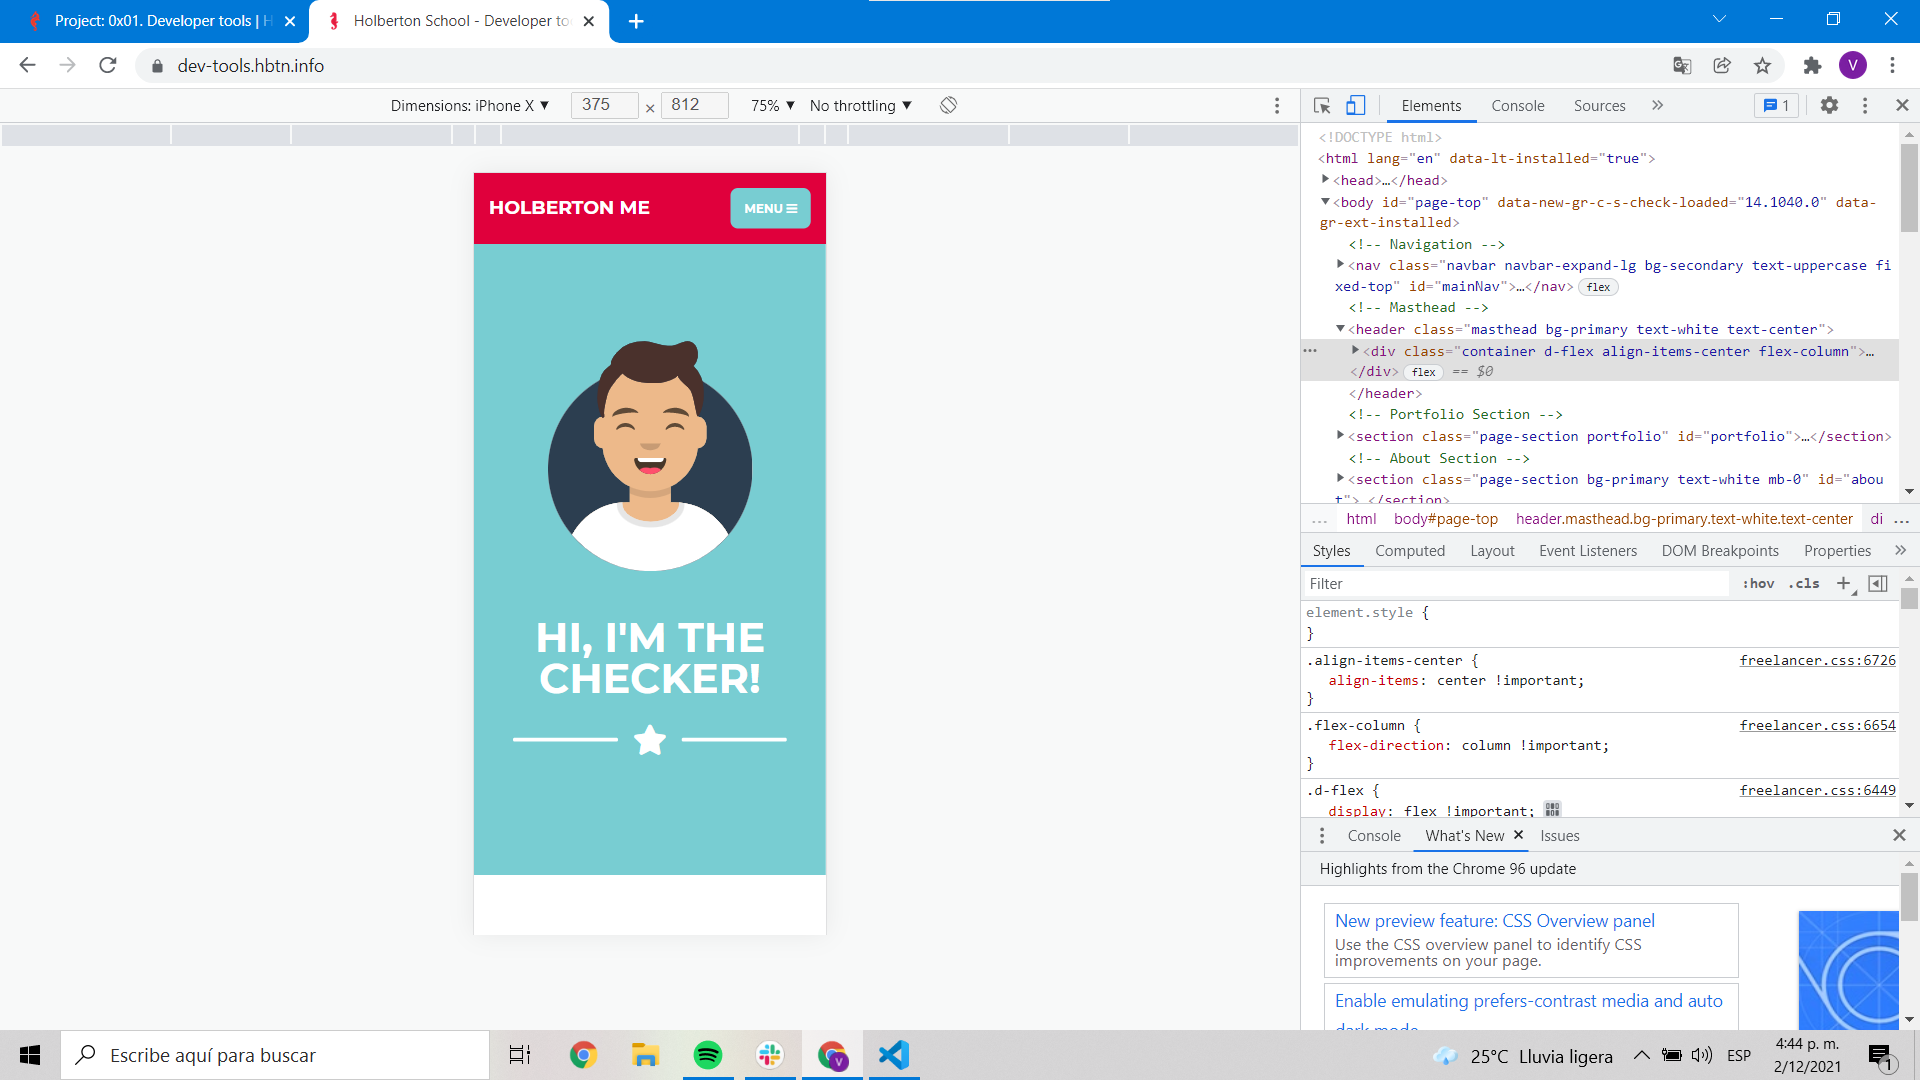 Project: 0x01. Developer tools | H
Holberton School - Developer too
dev-tools.hbtn.info
V
Dimensions: iPhone X ▼ 375 × 812 75% ▼ No throttling ▼
HOLBERTON ME
MENU
HI, I'M THE
CHECKER!
Elements Console Sources » 1
<!DOCTYPE html>
<html lang="en" data-lt-installed="true">
<head>…</head>
<body id="page-top" data-new-gr-c-s-check-loaded="14.1040.0" data-
gr-ext-installed>
<!-- Navigation -->
<nav class="navbar navbar-expand-lg bg-secondary text-uppercase fi
xed-top" id="mainNav">…</nav> flex
<!-- Masthead -->
<header class="masthead bg-primary text-white text-center">
<div class="container d-flex align-items-center flex-column">…
</div> flex == $0
</header>
<!-- Portfolio Section -->
<section class="page-section portfolio" id="portfolio">…</section>
<!-- About Section -->
<section class="page-section bg-primary text-white mb-0" id="abou
t"> </section>
… html body#page-top header.masthead.bg-primary.text-white.text-center di …
Styles Computed Layout Event Listeners DOM Breakpoints Properties »
Filter :hov .cls +
element.style {
}
.align-items-center { freelancer.css:6726
align-items: center !important;
}
.flex-column { freelancer.css:6654
flex-direction: column !important;
}
.d-flex { freelancer.css:6449
display: flex !important;
Console What's New Issues
Highlights from the Chrome 96 update
New preview feature: CSS Overview panel
Use the CSS overview panel to identify CSS
improvements on your page.
Enable emulating prefers-contrast media and auto
dark mode
Escribe aquí para buscar
V
25°C Lluvia ligera
ESP
4:44 p. m.
2/12/2021
1